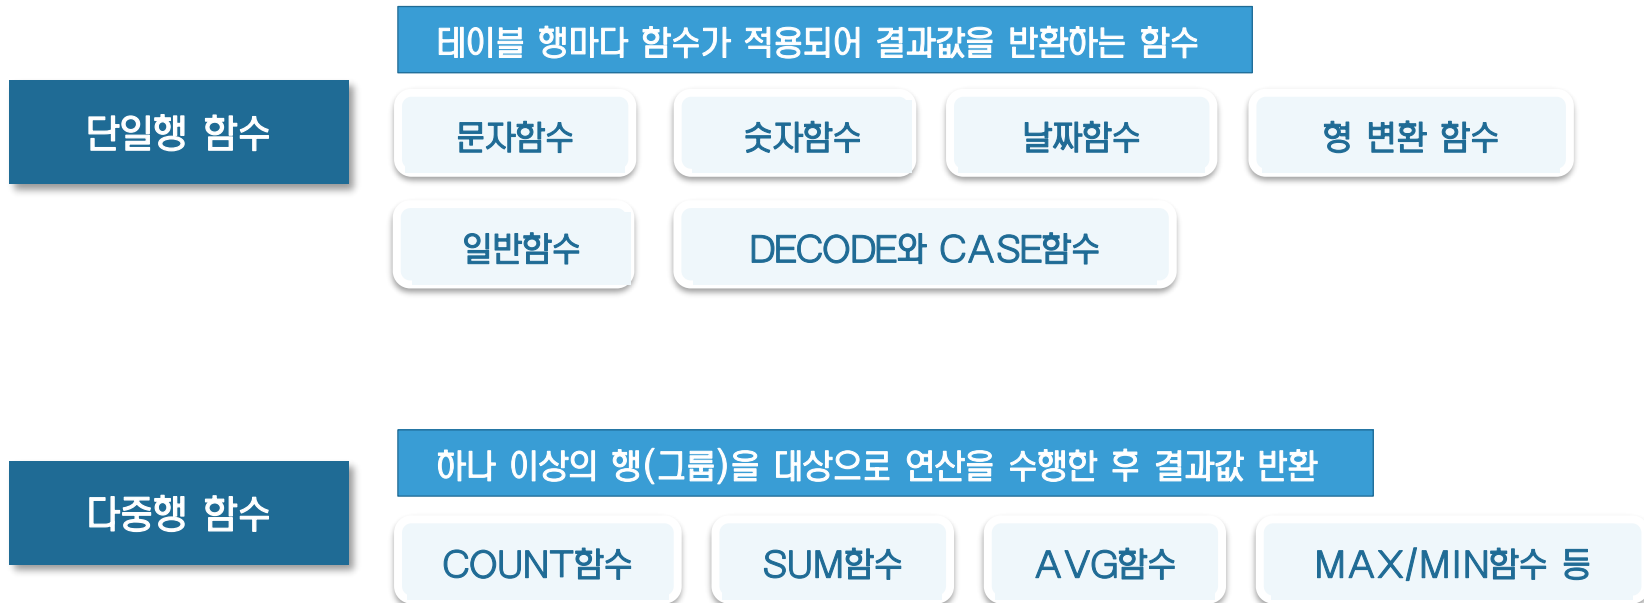 테이블 행마다 함수가 적용되어 결과값을 반환하는 함수
단일행 함수
문자함수
숫자함수
날짜함수
형 변환 함수
일반함수
DECODE와 CASE함수
하나 이상의 행(그룹)을 대상으로 연산을 수행한 후 결과값 반환
다중행 함수
COUNT함수
SUM함수
AVG함수
MAX/MIN함수 등